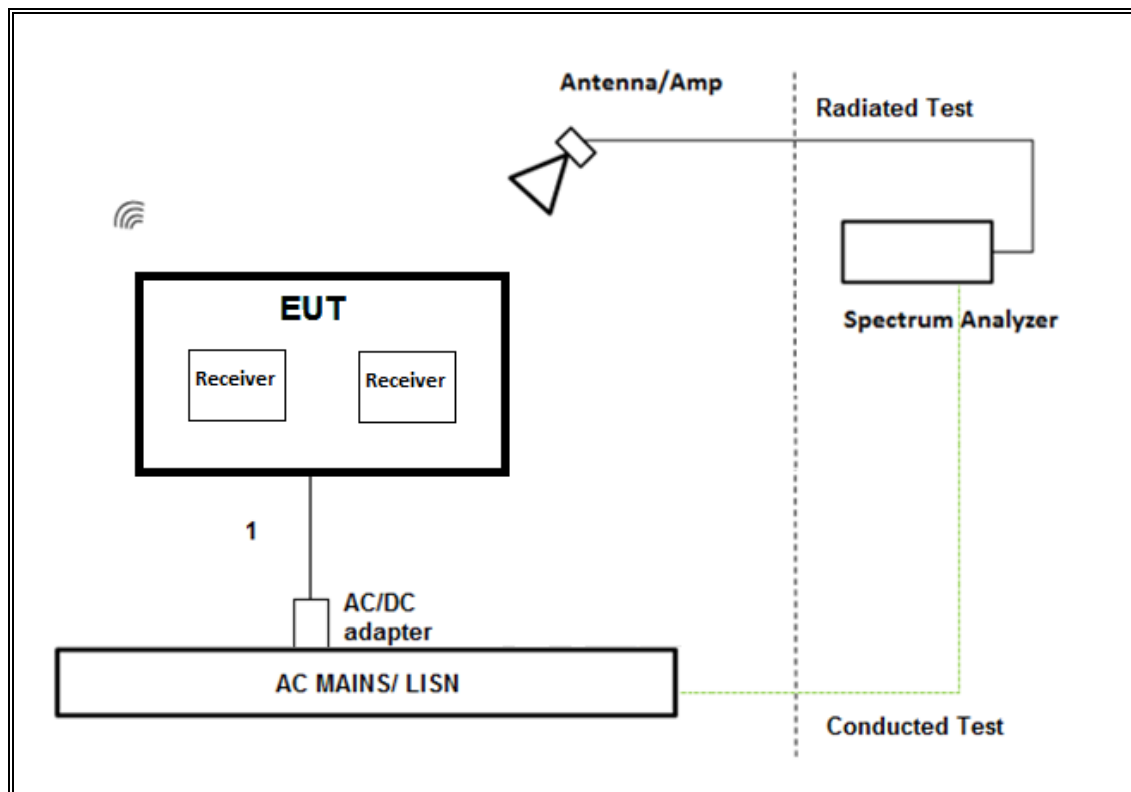 Antenna/Amp
Radiated Test
EUT
Receiver
Receiver
Spectrum Analyzer
1
AC/DC
adapter
AC MAINS/ LISN
Conducted Test